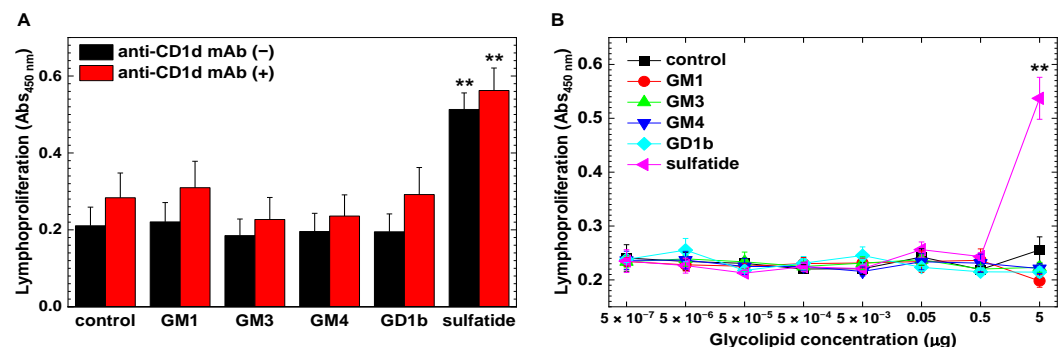 A
Lymphoproliferation (Abs450 nm)
0.6
0.4
0.2
0.0
anti-CD1d mAb (−)
anti-CD1d mAb (+)
** **
control GM1 GM3 GM4 GD1b sulfatide
B
Lymphoproliferation (Abs450 nm)
0.6
0.5
0.4
0.3
0.2
control
GM1
GM3
GM4
GD1b
sulfatide
**
5 × 10⁻⁷ 5 × 10⁻⁶ 5 × 10⁻⁵ 5 × 10⁻⁴ 5 × 10⁻³ 0.05 0.5 5
Glycolipid concentration (μg)